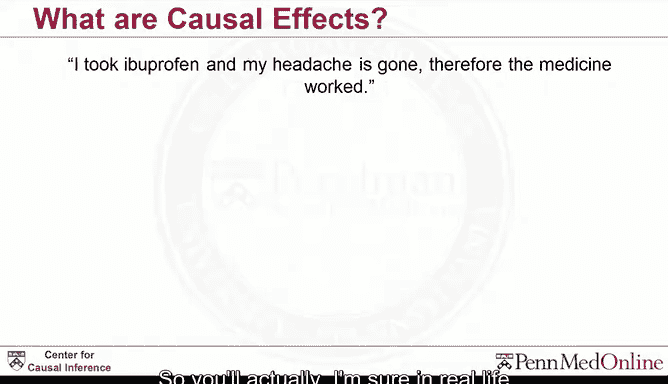 What are Causal Effects?
“I took ibuprofen and my headache is gone, therefore the medicine
worked.”
Center for
Causal Inference
PennMedOnline
So you'll actually, I'm sure in real life